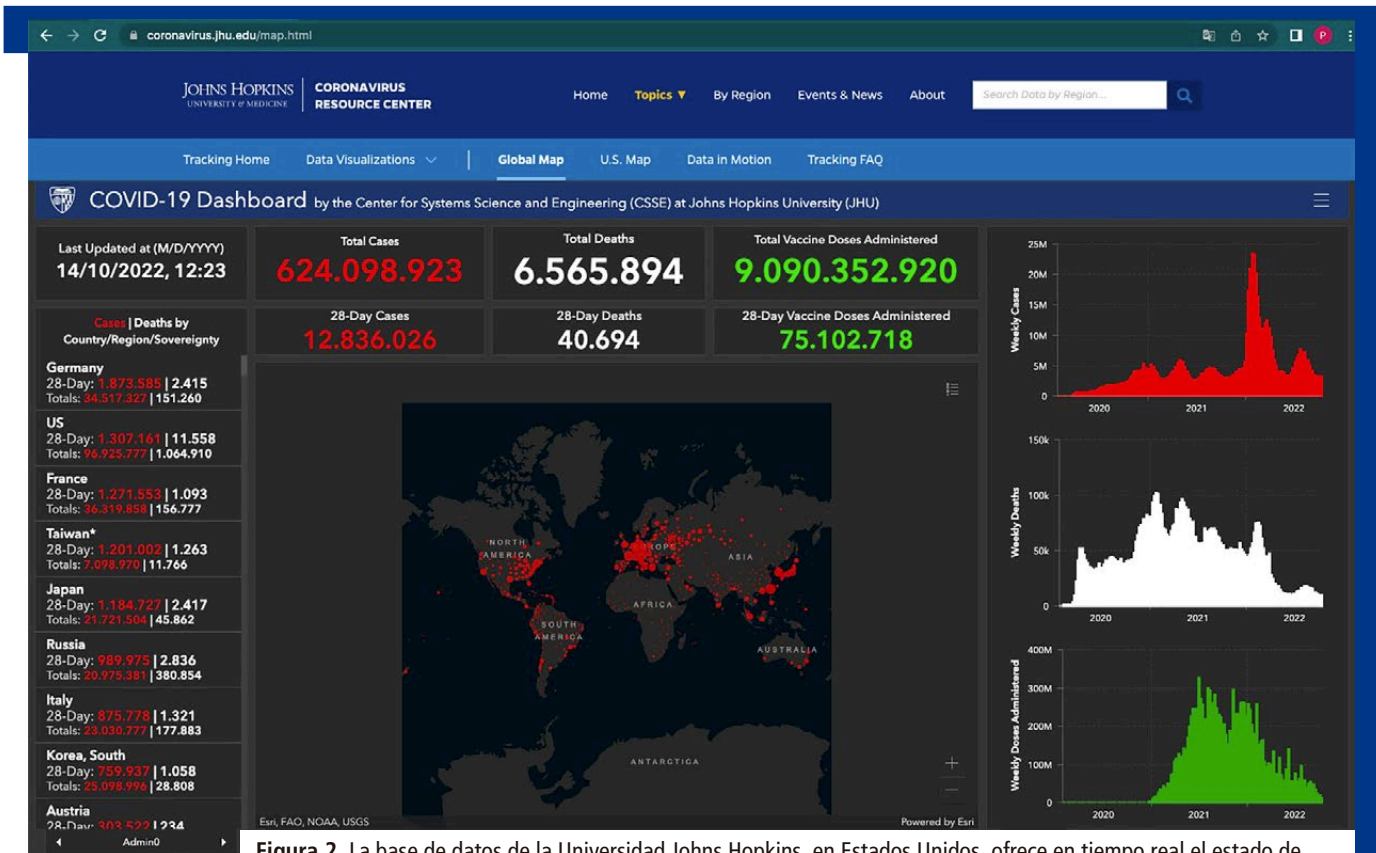 coronavirus.jhu.edu/map.html
P
JOHNS HOPKINS
UNIVERSITY & MEDICINE
CORONAVIRUS
RESOURCE CENTER
Home Topics ▼ By Region Events & News About Search Data by Region...
Tracking Home Data Visualizations Global Map U.S. Map Data in Motion Tracking FAQ
COVID-19 Dashboard by the Center for Systems Science and Engineering (CSSE) at Johns Hopkins University (JHU)
Last Updated at (M/D/YYYY)
14/10/2022, 12:23
Total Cases
624.098.923
Total Deaths
6.565.894
Total Vaccine Doses Administered
9.090.352.920
28-Day Cases
12.836.026
28-Day Deaths
40.694
28-Day Vaccine Doses Administered
75.102.718
Cases | Deaths by
Country/Region/Sovereignty
Germany
28-Day: 1.873.585 | 2.415
Totals: 34.517.327 | 151.260
US
28-Day: 1.307.161 | 11.558
Totals: 96.925.777 | 1.064.910
France
28-Day: 1.271.553 | 1.093
Totals: 36.319.858 | 156.777
Taiwan*
28-Day: 1.201.002 | 1.263
Totals: 7.098.970 | 11.766
Japan
28-Day: 1.184.727 | 2.417
Totals: 21.721.504 | 45.862
Russia
28-Day: 989.975 | 2.836
Totals: 20.975.381 | 380.854
Italy
28-Day: 875.778 | 1.321
Totals: 23.030.777 | 177.883
Korea, South
28-Day: 759.937 | 1.058
Totals: 25.098.996 | 28.808
Austria
28-Day: 303.522 | 234
Admin0
NORTH
AMERICA
EUROPE
ASIA
AFRICA
SOUTH
AMERICA
AUSTRALIA
ANTARCTICA
Esri, FAO, NOAA, USGS
Powered by Esri
Weekly Cases
25M
20M
15M
10M
5M
0
2020 2021 2022
Weekly Deaths
150k
100k
50k
0
2020 2021 2022
Weekly Doses Administered
400M
300M
200M
100M
0
2020 2021 2022
Figura 2. La base de datos de la Universidad Johns Hopkins, en Estados Unidos, ofrece en tiempo real el estado de